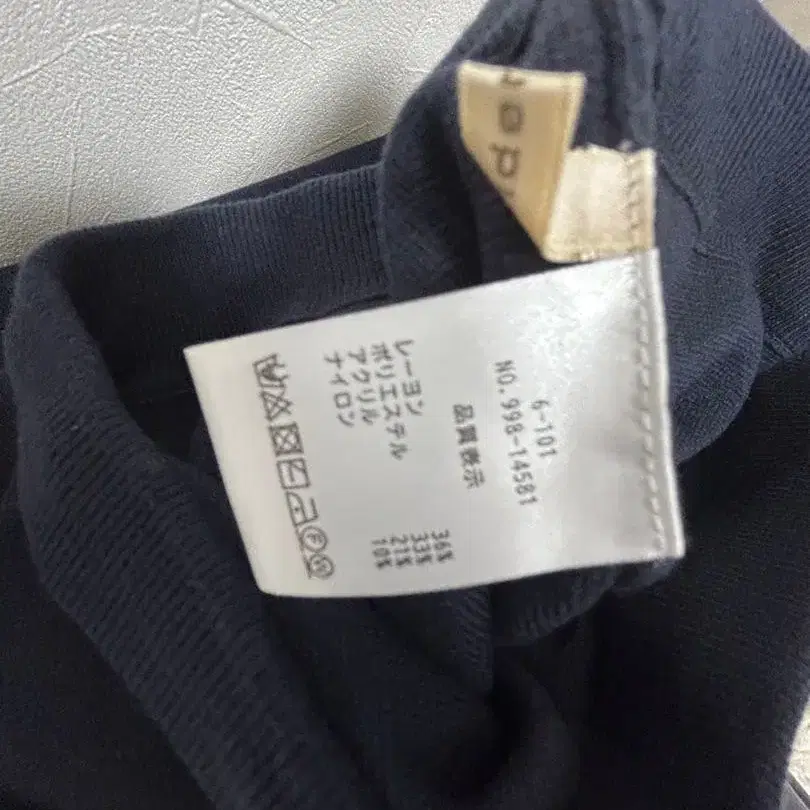 6-101
NO.998-14581
品質表示
レーヨン 36%
ポリエステル 33%
アクリル 21%
ナイロン 10%